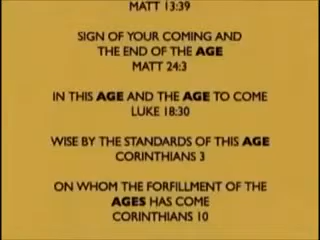 MATT 13:39
SIGN OF YOUR COMING AND
THE END OF THE AGE
MATT 24:3
IN THIS AGE AND THE AGE TO COME
LUKE 18:30
WISE BY THE STANDARDS OF THIS AGE
CORINTHIANS 3
ON WHOM THE FORFILLMENT OF THE
AGES HAS COME
CORINTHIANS 10